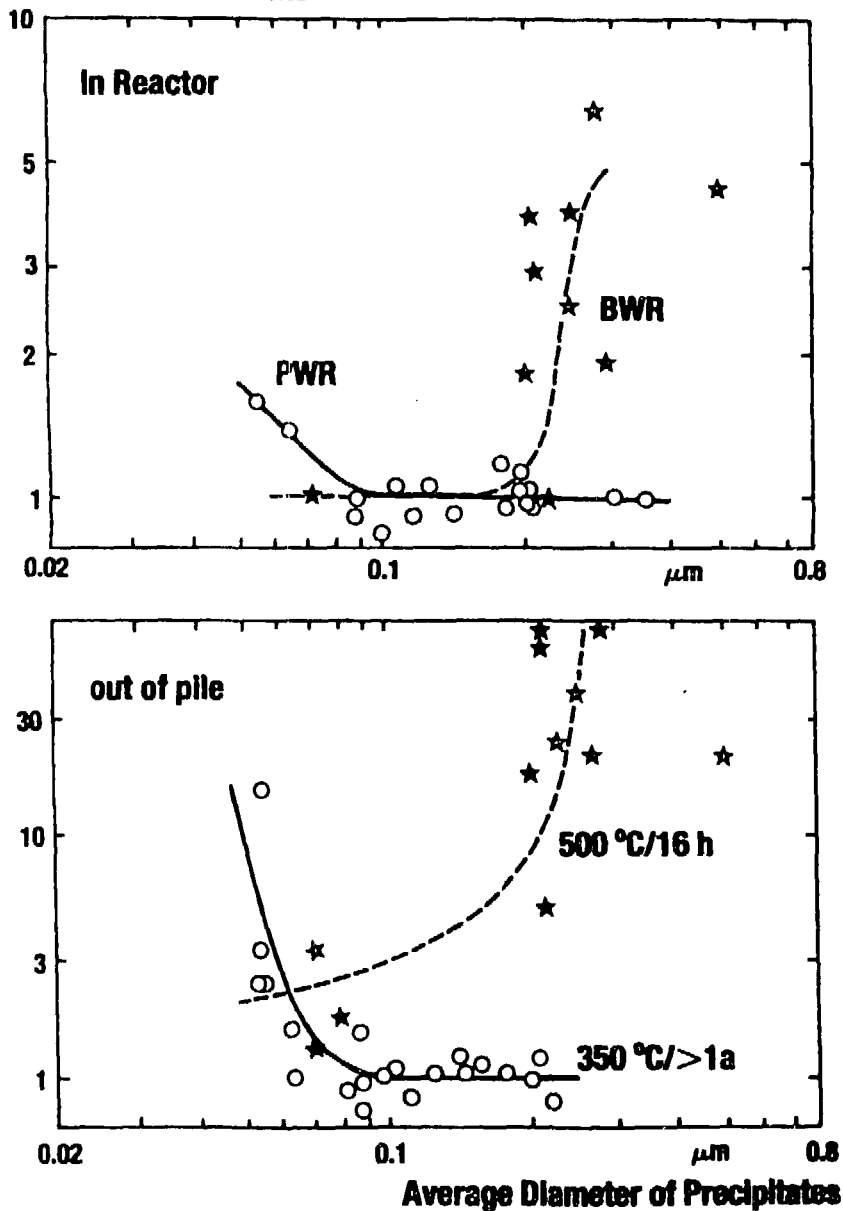 10
In Reactor
5
3
BWR
2
PWR
1
0.02 0.1 μm 0.8
out of pile
30
10
500 °C/16 h
3
350 °C/>1a
1
0.02 0.1 μm 0.8
Average Diameter of Precipitates